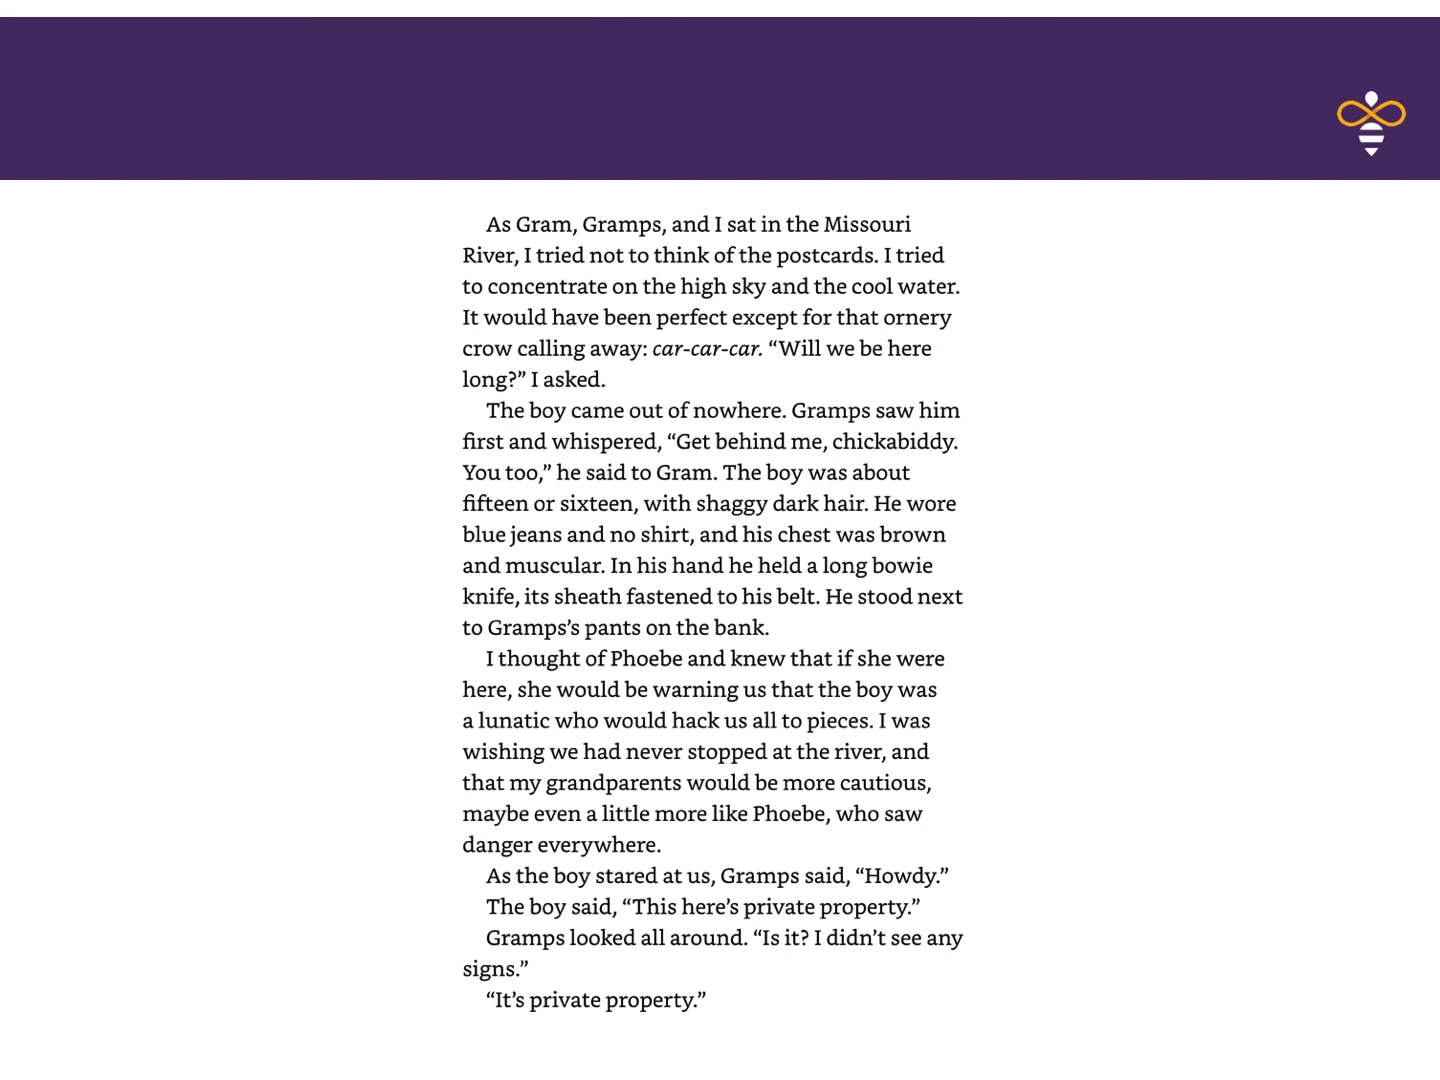 As Gram, Gramps, and I sat in the Missouri
River, I tried not to think of the postcards. I tried
to concentrate on the high sky and the cool water.
It would have been perfect except for that ornery
crow calling away: car-car-car. “Will we be here
long?” I asked.
The boy came out of nowhere. Gramps saw him
first and whispered, “Get behind me, chickabiddy.
You too,” he said to Gram. The boy was about
fifteen or sixteen, with shaggy dark hair. He wore
blue jeans and no shirt, and his chest was brown
and muscular. In his hand he held a long bowie
knife, its sheath fastened to his belt. He stood next
to Gramps’s pants on the bank.
I thought of Phoebe and knew that if she were
here, she would be warning us that the boy was
a lunatic who would hack us all to pieces. I was
wishing we had never stopped at the river, and
that my grandparents would be more cautious,
maybe even a little more like Phoebe, who saw
danger everywhere.
As the boy stared at us, Gramps said, “Howdy.”
The boy said, “This here’s private property.”
Gramps looked all around. “Is it? I didn’t see any
signs.”
“It’s private property.”